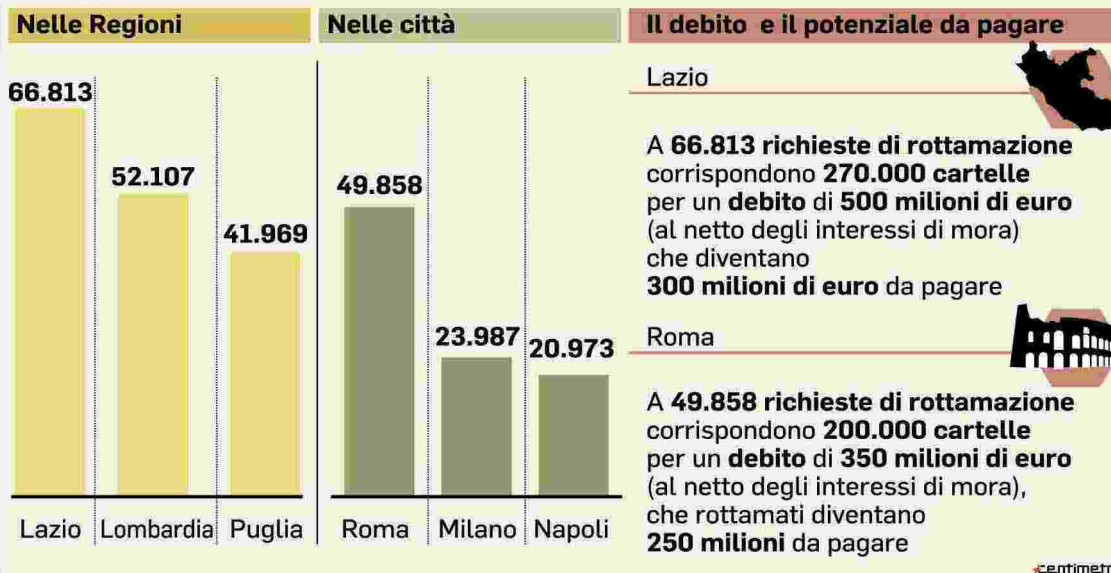 Nelle Regioni
66.813
52.107
41.969
Lazio
Lombardia
Puglia
Nelle città
49.858
23.987
20.973
Roma
Milano
Napoli
Il debito e il potenziale da pagare
Lazio
A 66.813 richieste di rottamazione
corrispondono 270.000 cartelle
per un debito di 500 milioni di euro
(al netto degli interessi di mora)
che diventano
300 milioni di euro da pagare
Roma
A 49.858 richieste di rottamazione
corrispondono 200.000 cartelle
per un debito di 350 milioni di euro
(al netto degli interessi di mora),
che rottamati diventano
250 milioni da pagare
centimetr